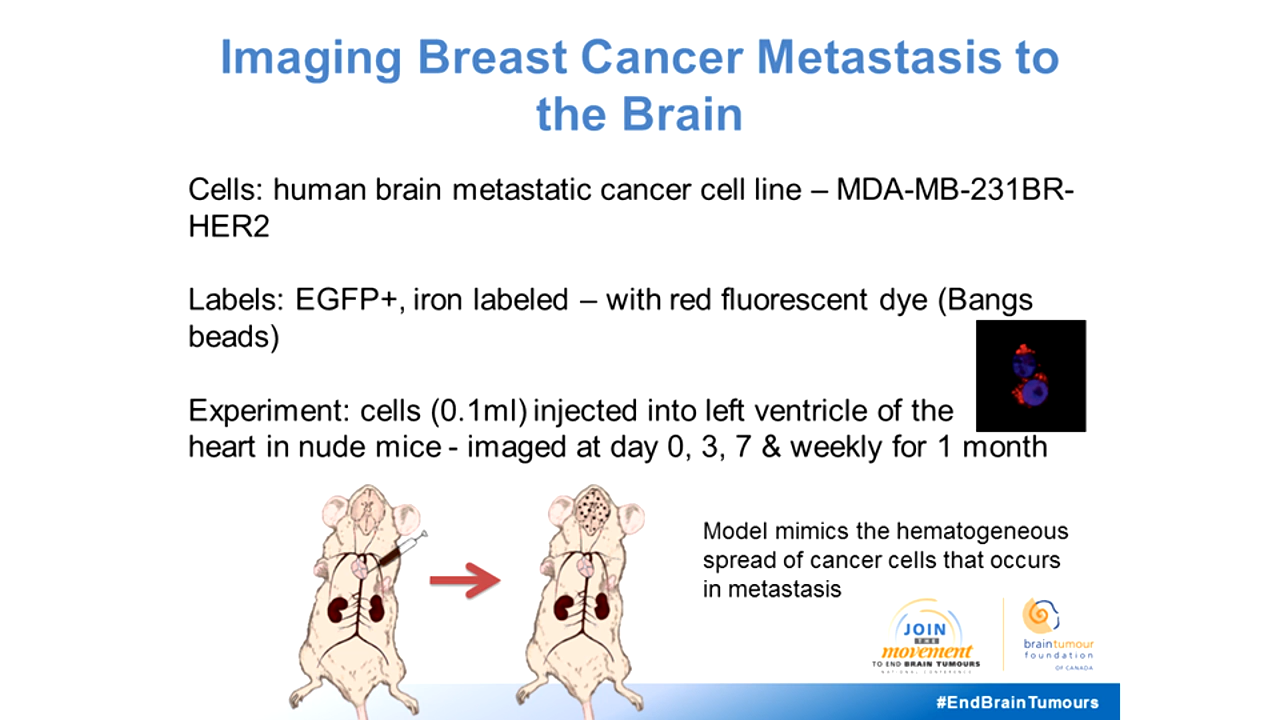 Imaging Breast Cancer Metastasis to
the Brain
Cells: human brain metastatic cancer cell line – MDA-MB-231BR-
HER2
Labels: EGFP+, iron labeled – with red fluorescent dye (Bangs
beads)
Experiment: cells (0.1ml) injected into left ventricle of the
heart in nude mice - imaged at day 0, 3, 7 & weekly for 1 month
Model mimics the hematogeneous
spread of cancer cells that occurs
in metastasis
JOIN
THE
movement
TO END BRAIN TUMOURS
NATIONAL CONFERENCE
braintumour
foundation
OF CANADA
#EndBrainTumours